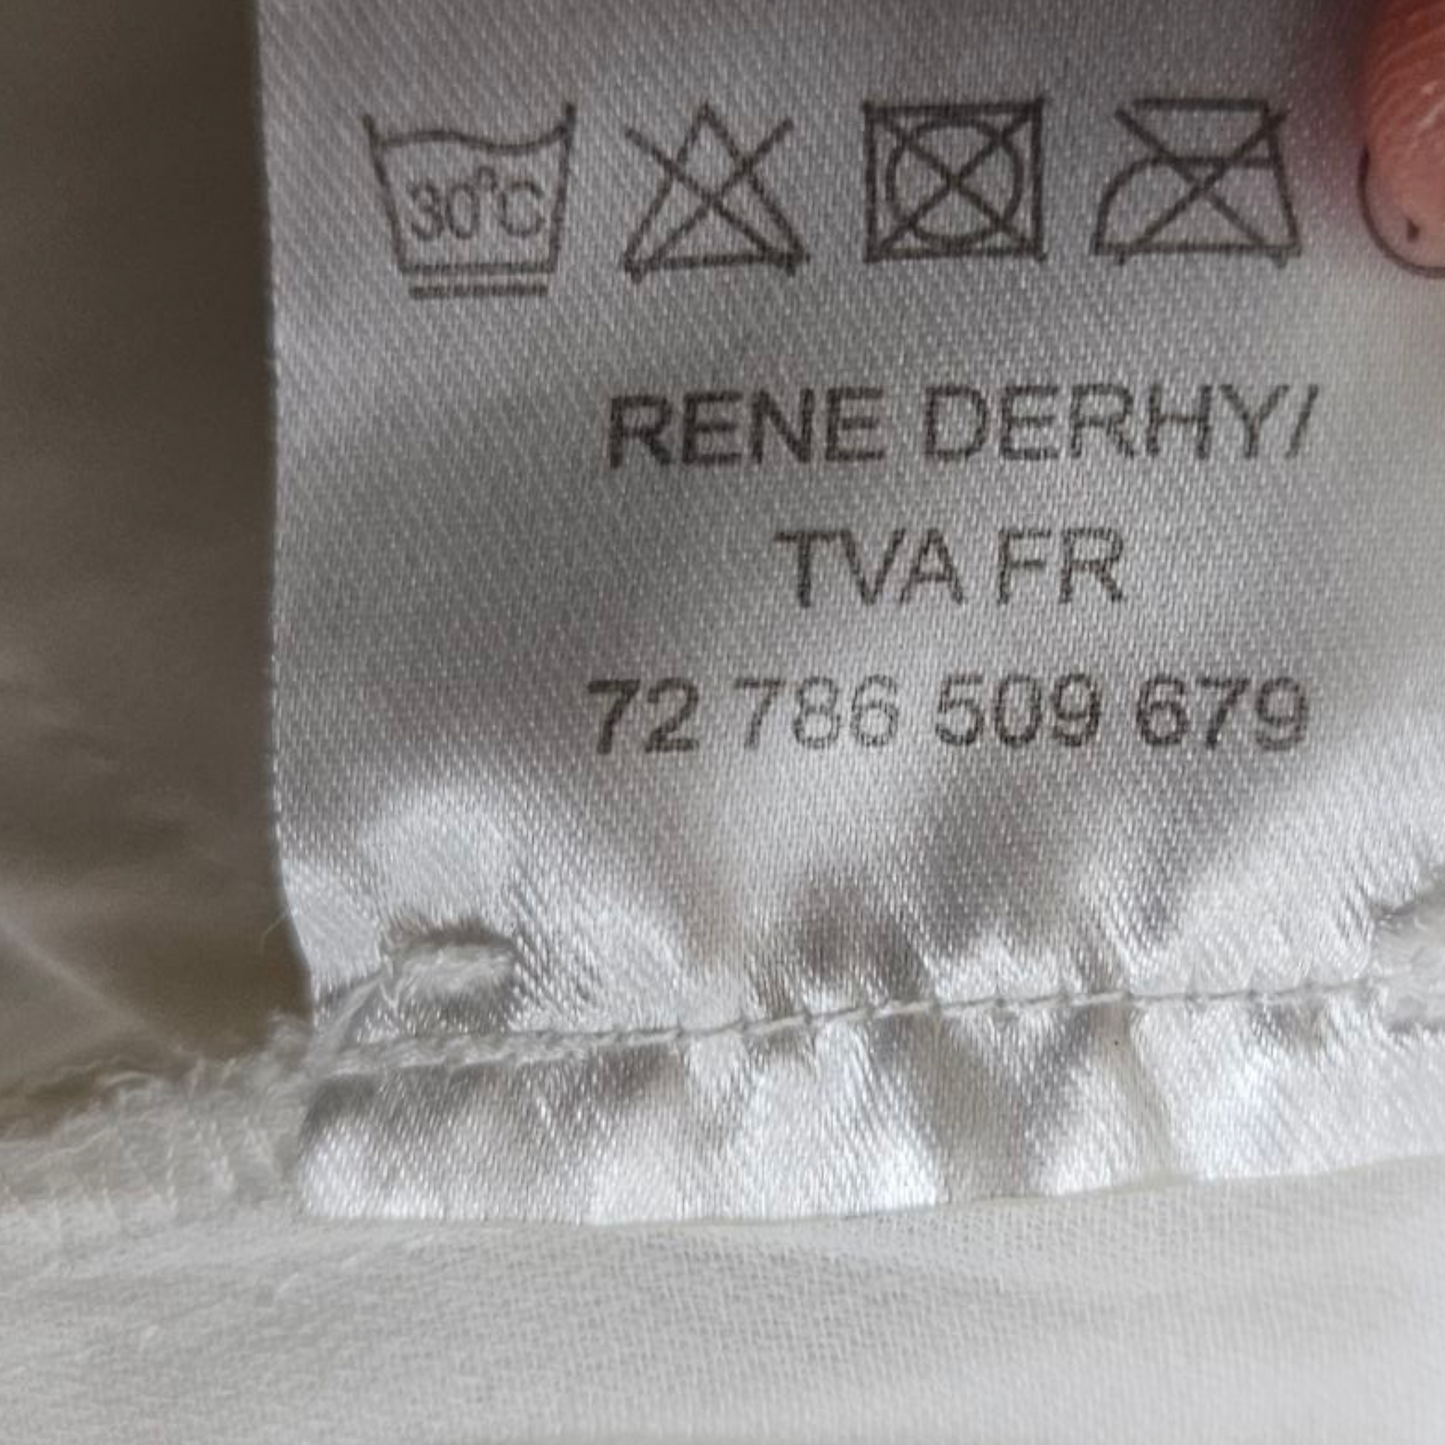 30°C
RENE DERHY/
TVA FR
72 786 509 679